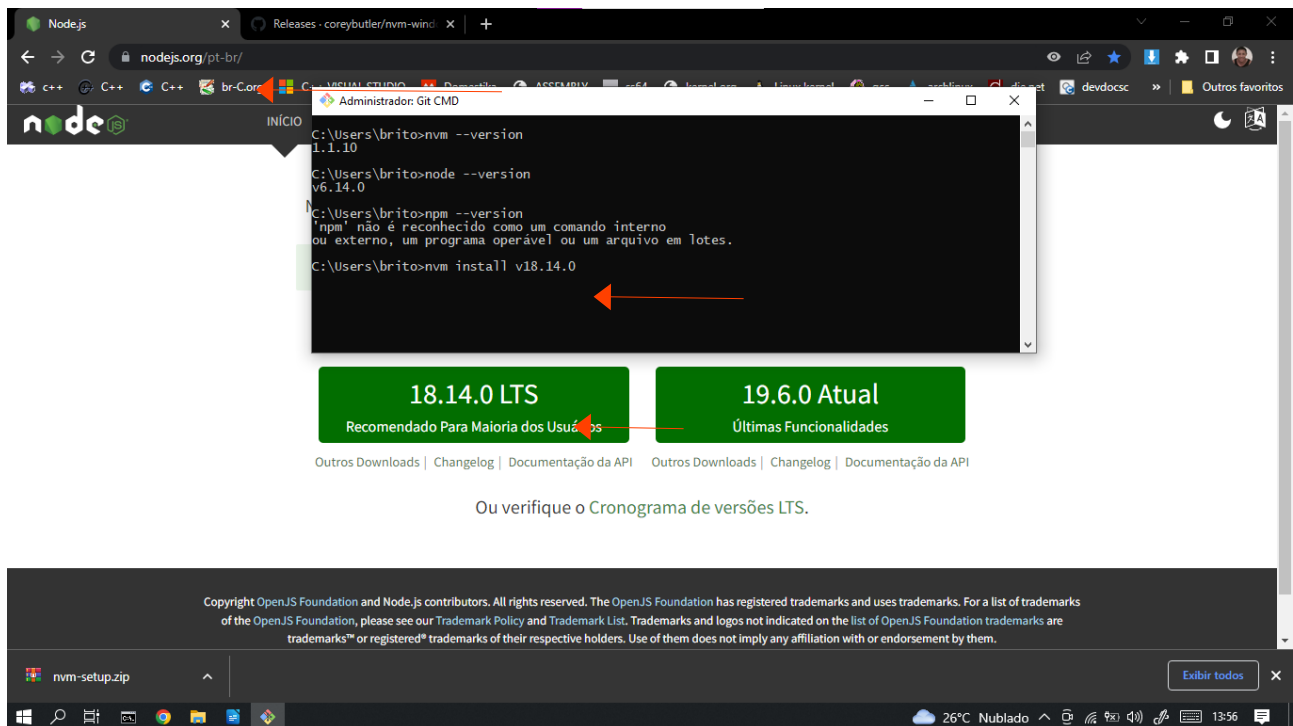 Node.js
Releases · coreybutler/nvm-wind
nodejs.org/pt-br/
c++
C++
C++
br-C.org
C++ VISUAL STUDIO
ASSEMBLY
devdocsc
»
Outros favoritos
node JS
INÍCIO
Administrador: Git CMD
C:\Users\brito>nvm --version
1.1.10
C:\Users\brito>node --version
v6.14.0
C:\Users\brito>npm --version
'npm' não é reconhecido como um comando interno
ou externo, um programa operável ou um arquivo em lotes.
C:\Users\brito>nvm install v18.14.0
18.14.0 LTS
Recomendado Para Maioria dos Usuários
19.6.0 Atual
Últimas Funcionalidades
Outros Downloads | Changelog | Documentação da API
Outros Downloads | Changelog | Documentação da API
Ou verifique o Cronograma de versões LTS.
Copyright OpenJS Foundation and Node.js contributors. All rights reserved. The OpenJS Foundation has registered trademarks and uses trademarks. For a list of trademarks
of the OpenJS Foundation, please see our Trademark Policy and Trademark List. Trademarks and logos not indicated on the list of OpenJS Foundation trademarks are
trademarks™ or registered® trademarks of their respective holders. Use of them does not imply any affiliation with or endorsement by them.
nvm-setup.zip
Exibir todos
26°C Nublado
13:56